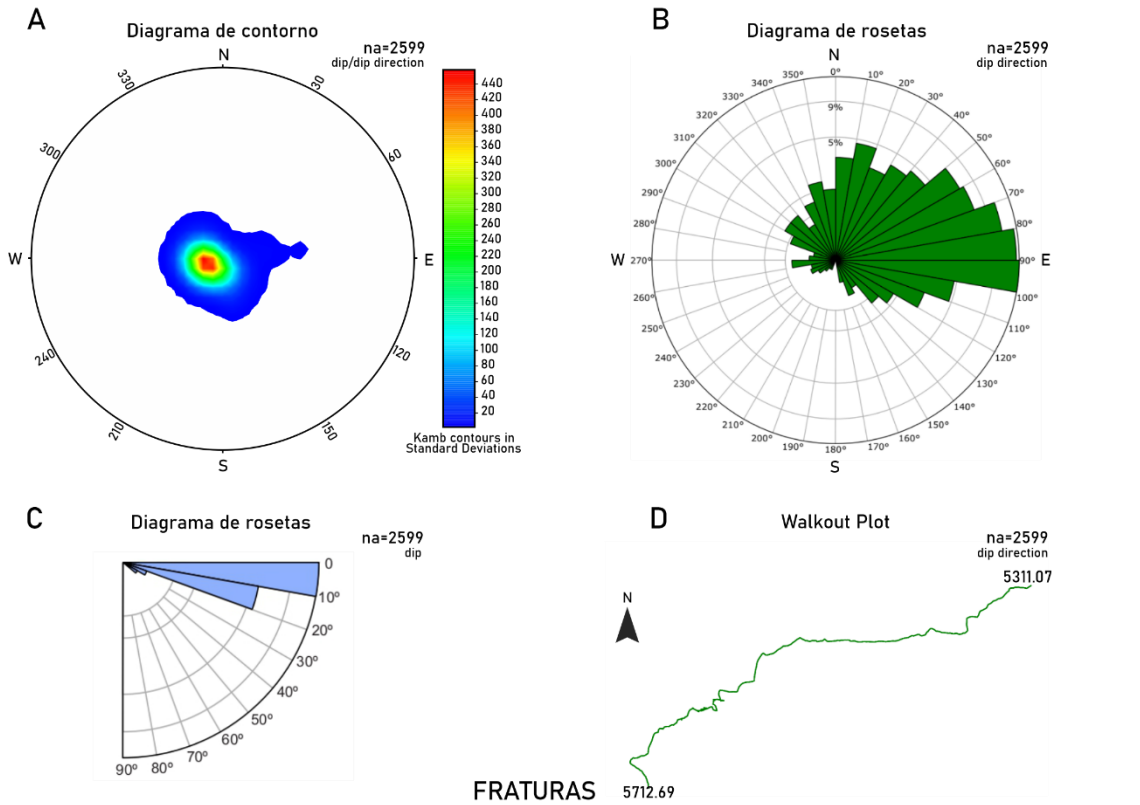 A
Diagrama de contorno
na=2599
dip/dip direction
N
30
60
E
120
150
S
210
240
W
300
330
440
420
400
380
360
340
320
300
280
260
240
220
200
180
160
140
120
100
80
60
40
20
Kamb contours in
Standard Deviations
B
Diagrama de rosetas
na=2599
dip direction
N
0°
10°
20°
30°
40°
50°
60°
70°
80°
90° E
100°
110°
120°
130°
140°
150°
160°
170°
180°
S
190°
200°
210°
220°
230°
240°
250°
260°
W 270°
280°
290°
300°
310°
320°
330°
340°
350°
9%
5%
C
Diagrama de rosetas
na=2599
dip
0
10º
20º
30º
40º
50º
60º
70º
80º
90º
D
Walkout Plot
na=2599
dip direction
5311.07
N
5712.69
FRATURAS